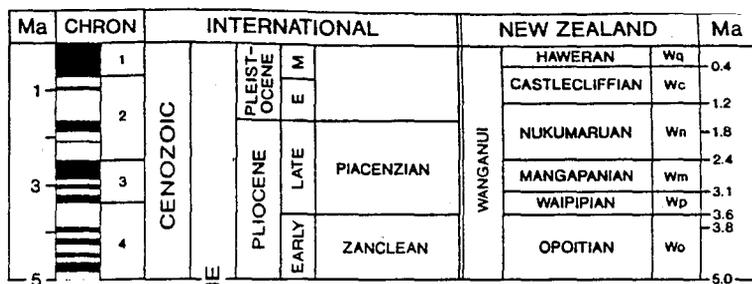 Ma CHRON INTERNATIONAL NEW ZEALAND Ma
1
2
3
4
1
3
5
CENOZOIC
PLEIST-
OCENE
PLIOCENE
M
E
LATE
EARLY
PIACENZIAN
ZANCLEAN
WANGANUI
HAWERAN Wq
CASTLECLIFFIAN Wc
NUKUMARUAN Wn
MANGAPANIAN Wm
WAIPIPIAN Wp
OPOITIAN Wo
0.4
1.2
1.8
2.4
3.1
3.6
3.8
5.0